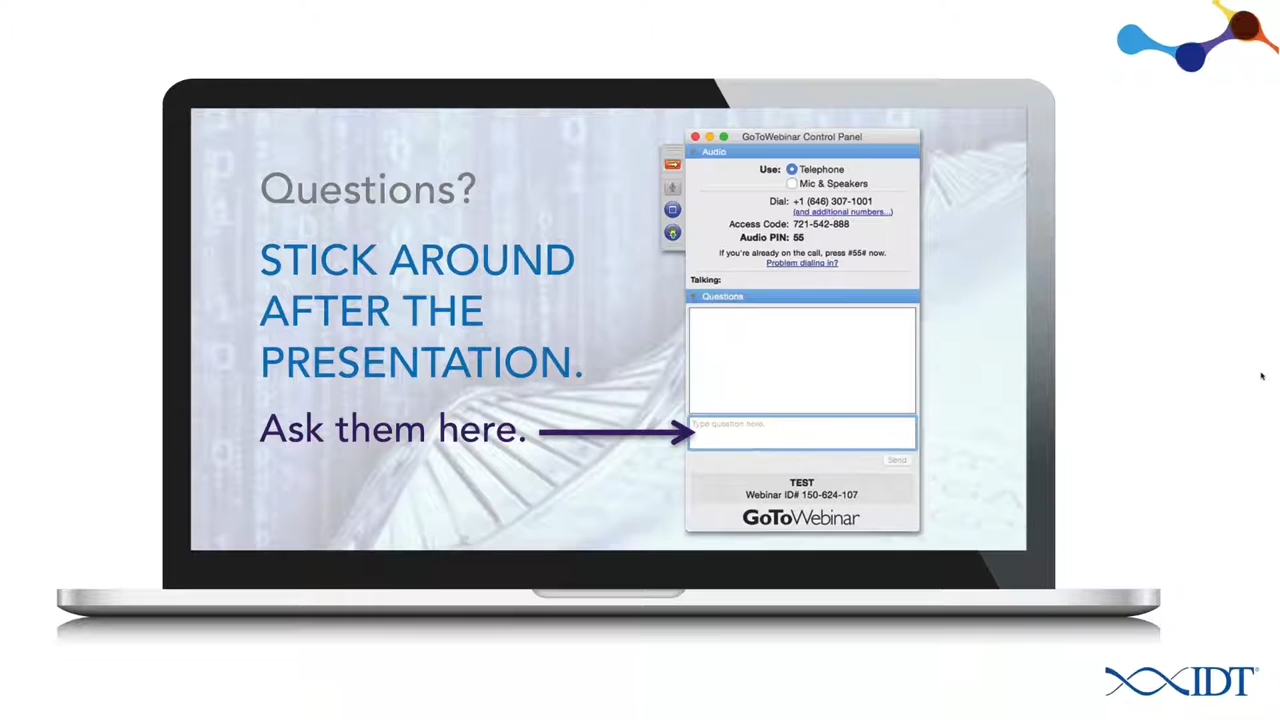 Questions?
STICK AROUND
AFTER THE
PRESENTATION.
Ask them here.
GoToWebinar Control Panel
Audio
Use: Telephone
Mic & Speakers
Dial: +1 (646) 307-1001
(and additional numbers...)
Access Code: 721-542-888
Audio PIN: 55
If you're already on the call, press #55# now.
Problem dialing in?
Talking:
Questions
Type question here.
Send
TEST
Webinar ID# 150-624-107
GoToWebinar
IDT®